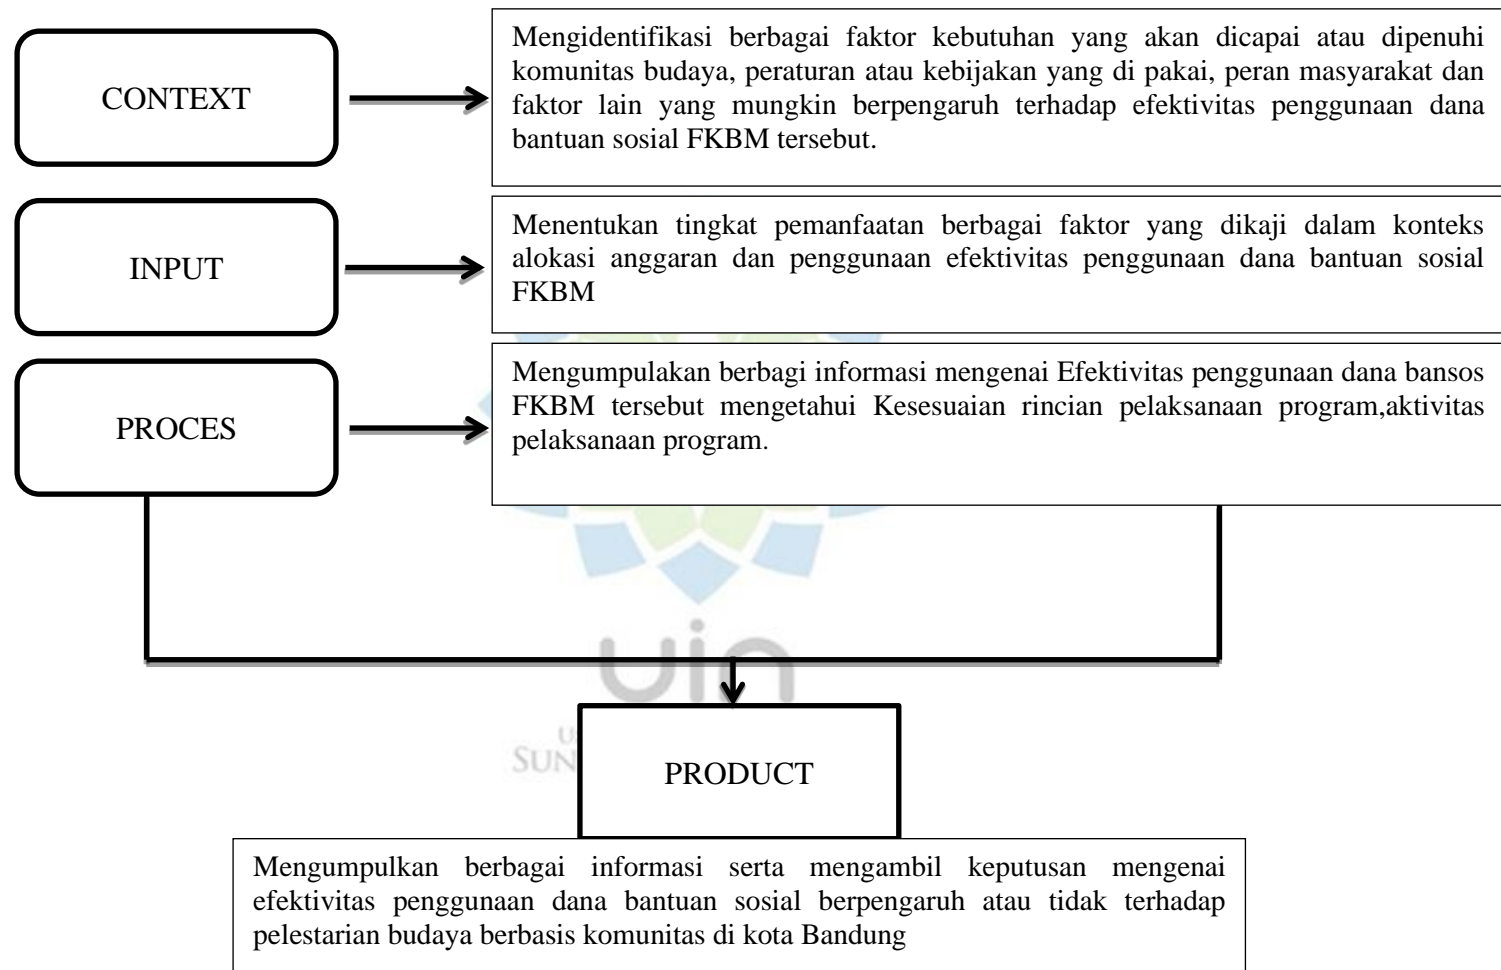 CONTEXT
Mengidentifikasi berbagai faktor kebutuhan yang akan dicapai atau dipenuhi
komunitas budaya, peraturan atau kebijakan yang di pakai, peran masyarakat dan
faktor lain yang mungkin berpengaruh terhadap efektivitas penggunaan dana
bantuan sosial FKBM tersebut.
INPUT
Menentukan tingkat pemanfaatan berbagai faktor yang dikaji dalam konteks
alokasi anggaran dan penggunaan efektivitas penggunaan dana bantuan sosial
FKBM
PROCES
Mengumpulakan berbagi informasi mengenai Efektivitas penggunaan dana bansos
FKBM tersebut mengetahui Kesesuaian rincian pelaksanaan program,aktivitas
pelaksanaan program.
uin
SUN
PRODUCT
Mengumpulkan berbagai informasi serta mengambil keputusan mengenai
efektivitas penggunaan dana bantuan sosial berpengaruh atau tidak terhadap
pelestarian budaya berbasis komunitas di kota Bandung